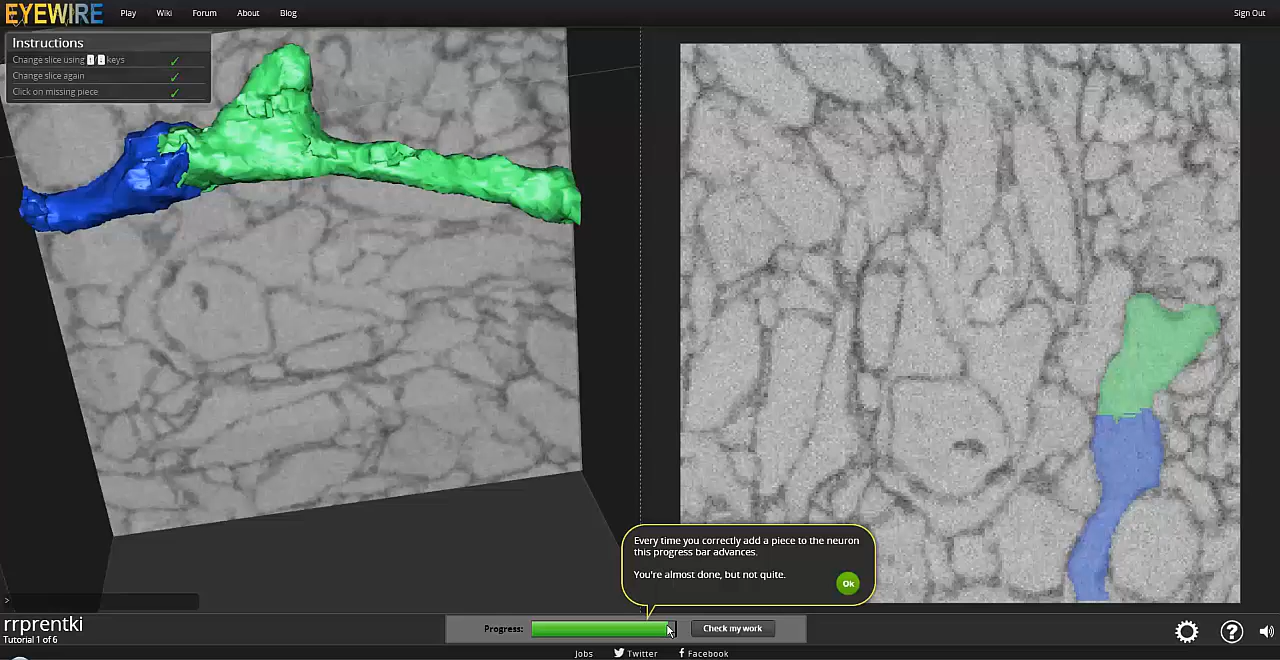 EYEWIRE Play Wiki Forum About Blog Sign Out
Instructions
Change slice using keys
Change slice again
Click on missing piece
Every time you correctly add a piece to the neuron
this progress bar advances.
You're almost done, but not quite.
Ok
>
rrprentki
Tutorial 1 of 6
Progress: Check my work
?
Jobs Twitter Facebook